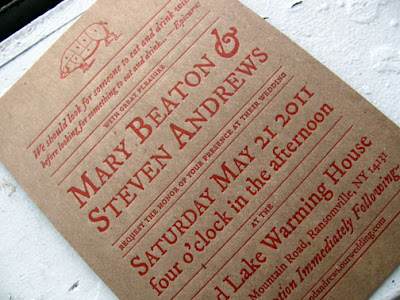 We should look for someone to eat and drink with
before looking for something to eat and drink... —Epicurus
WITH GREAT PLEASURE
MARY BEATON &
STEVEN ANDREWS
REQUEST THE HONOR OF YOUR PRESENCE AT THEIR WEDDING
SATURDAY MAY 21 2011
four o'clock in the afternoon
AT THE
Lake Warming House
Mountain Road, Ransomville, NY 14131
Immediately Following